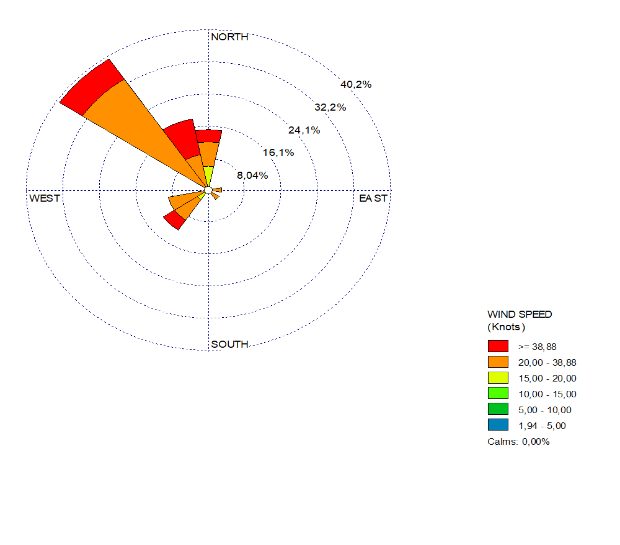 NORTH
40,2%
32,2%
24,1%
16,1%
8,04%
WEST
EAST
SOUTH
WIND SPEED
(Knots)
>= 38,88
20,00 - 38,88
15,00 - 20,00
10,00 - 15,00
5,00 - 10,00
1,94 - 5,00
Calms: 0,00%